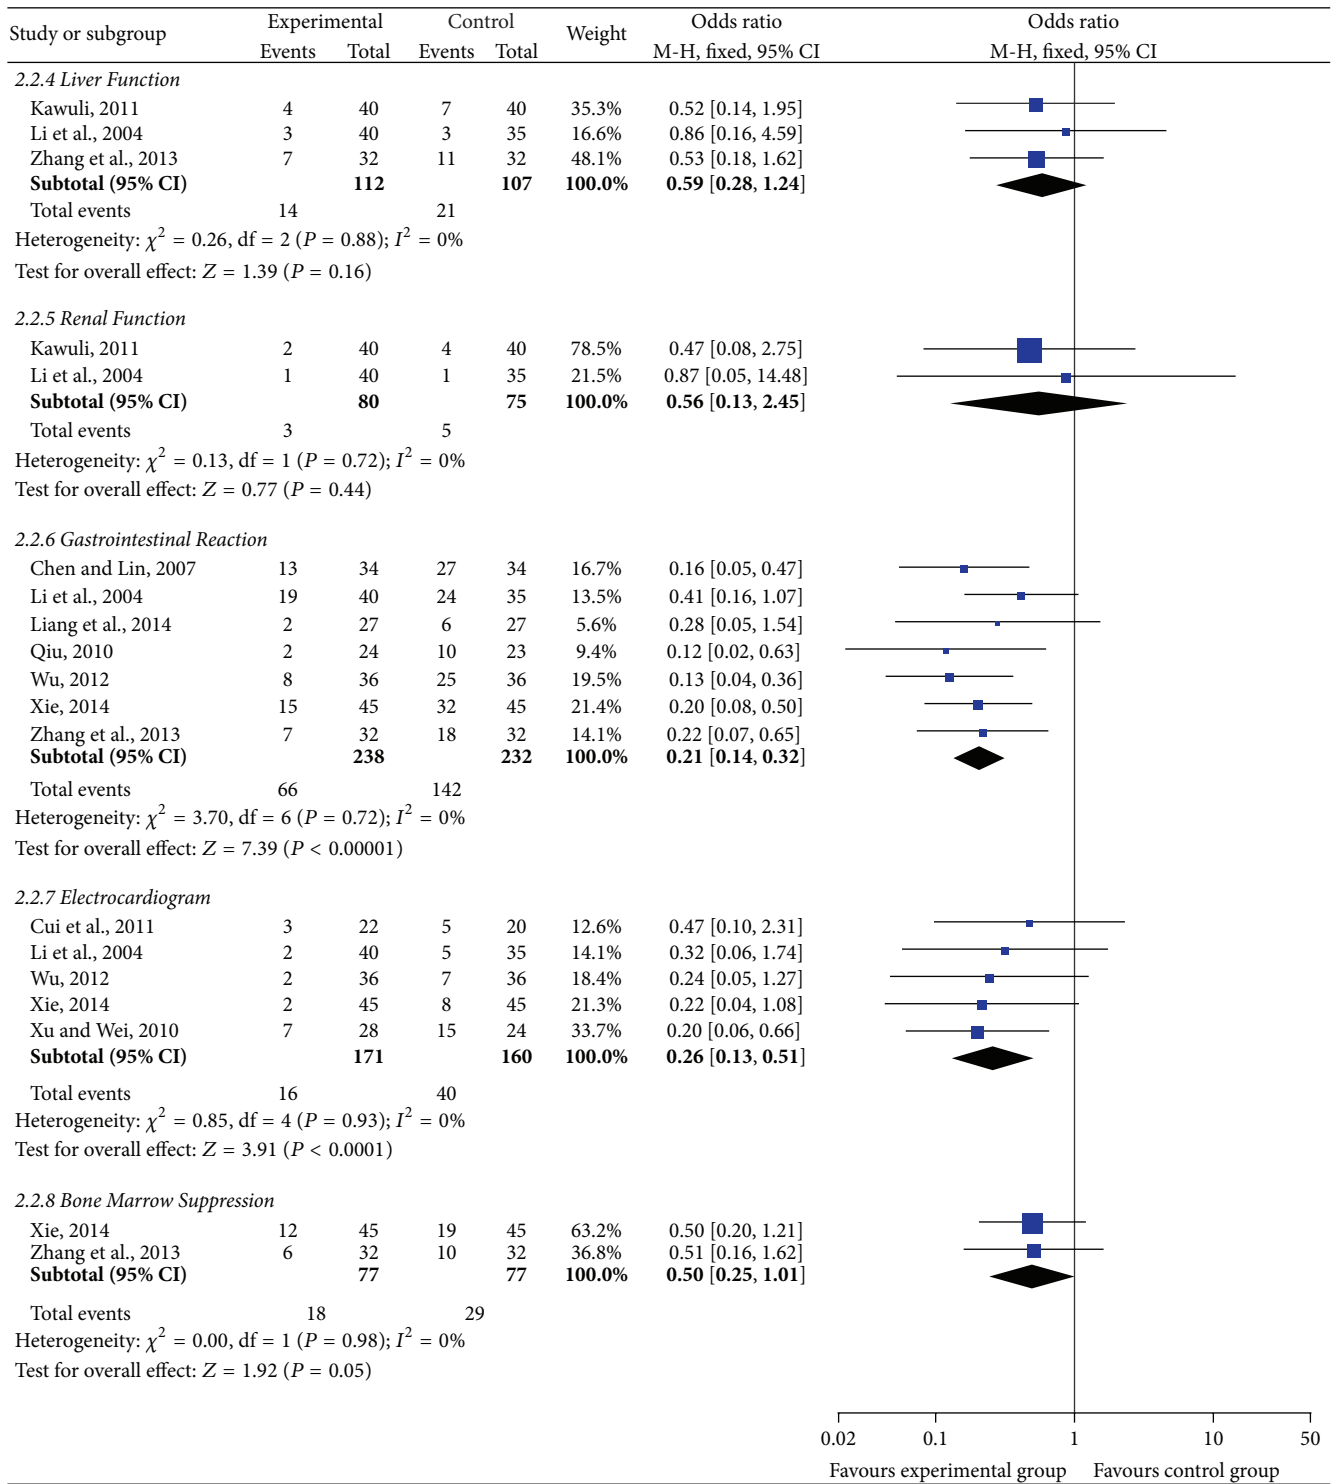 Study or subgroup Experimental Control Weight Odds ratio Odds ratio
Events Total Events Total M-H, fixed, 95% CI M-H, fixed, 95% CI
2.2.4 Liver Function
Kawuli, 2011 4 40 7 40 35.3% 0.52 [0.14, 1.95]
Li et al., 2004 3 40 3 35 16.6% 0.86 [0.16, 4.59]
Zhang et al., 2013 7 32 11 32 48.1% 0.53 [0.18, 1.62]
Subtotal (95% CI) 112 107 100.0% 0.59 [0.28, 1.24]
Total events 14 21
Heterogeneity: χ² = 0.26, df = 2 (P = 0.88); I² = 0%
Test for overall effect: Z = 1.39 (P = 0.16)
2.2.5 Renal Function
Kawuli, 2011 2 40 4 40 78.5% 0.47 [0.08, 2.75]
Li et al., 2004 1 40 1 35 21.5% 0.87 [0.05, 14.48]
Subtotal (95% CI) 80 75 100.0% 0.56 [0.13, 2.45]
Total events 3 5
Heterogeneity: χ² = 0.13, df = 1 (P = 0.72); I² = 0%
Test for overall effect: Z = 0.77 (P = 0.44)
2.2.6 Gastrointestinal Reaction
Chen and Lin, 2007 13 34 27 34 16.7% 0.16 [0.05, 0.47]
Li et al., 2004 19 40 24 35 13.5% 0.41 [0.16, 1.07]
Liang et al., 2014 2 27 6 27 5.6% 0.28 [0.05, 1.54]
Qiu, 2010 2 24 10 23 9.4% 0.12 [0.02, 0.63]
Wu, 2012 8 36 25 36 19.5% 0.13 [0.04, 0.36]
Xie, 2014 15 45 32 45 21.4% 0.20 [0.08, 0.50]
Zhang et al., 2013 7 32 18 32 14.1% 0.22 [0.07, 0.65]
Subtotal (95% CI) 238 232 100.0% 0.21 [0.14, 0.32]
Total events 66 142
Heterogeneity: χ² = 3.70, df = 6 (P = 0.72); I² = 0%
Test for overall effect: Z = 7.39 (P < 0.00001)
2.2.7 Electrocardiogram
Cui et al., 2011 3 22 5 20 12.6% 0.47 [0.10, 2.31]
Li et al., 2004 2 40 5 35 14.1% 0.32 [0.06, 1.74]
Wu, 2012 2 36 7 36 18.4% 0.24 [0.05, 1.27]
Xie, 2014 2 45 8 45 21.3% 0.22 [0.04, 1.08]
Xu and Wei, 2010 7 28 15 24 33.7% 0.20 [0.06, 0.66]
Subtotal (95% CI) 171 160 100.0% 0.26 [0.13, 0.51]
Total events 16 40
Heterogeneity: χ² = 0.85, df = 4 (P = 0.93); I² = 0%
Test for overall effect: Z = 3.91 (P < 0.0001)
2.2.8 Bone Marrow Suppression
Xie, 2014 12 45 19 45 63.2% 0.50 [0.20, 1.21]
Zhang et al., 2013 6 32 10 32 36.8% 0.51 [0.16, 1.62]
Subtotal (95% CI) 77 77 100.0% 0.50 [0.25, 1.01]
Total events 18 29
Heterogeneity: χ² = 0.00, df = 1 (P = 0.98); I² = 0%
Test for overall effect: Z = 1.92 (P = 0.05)
0.02 0.1 1 10 50
Favours experimental group Favours control group